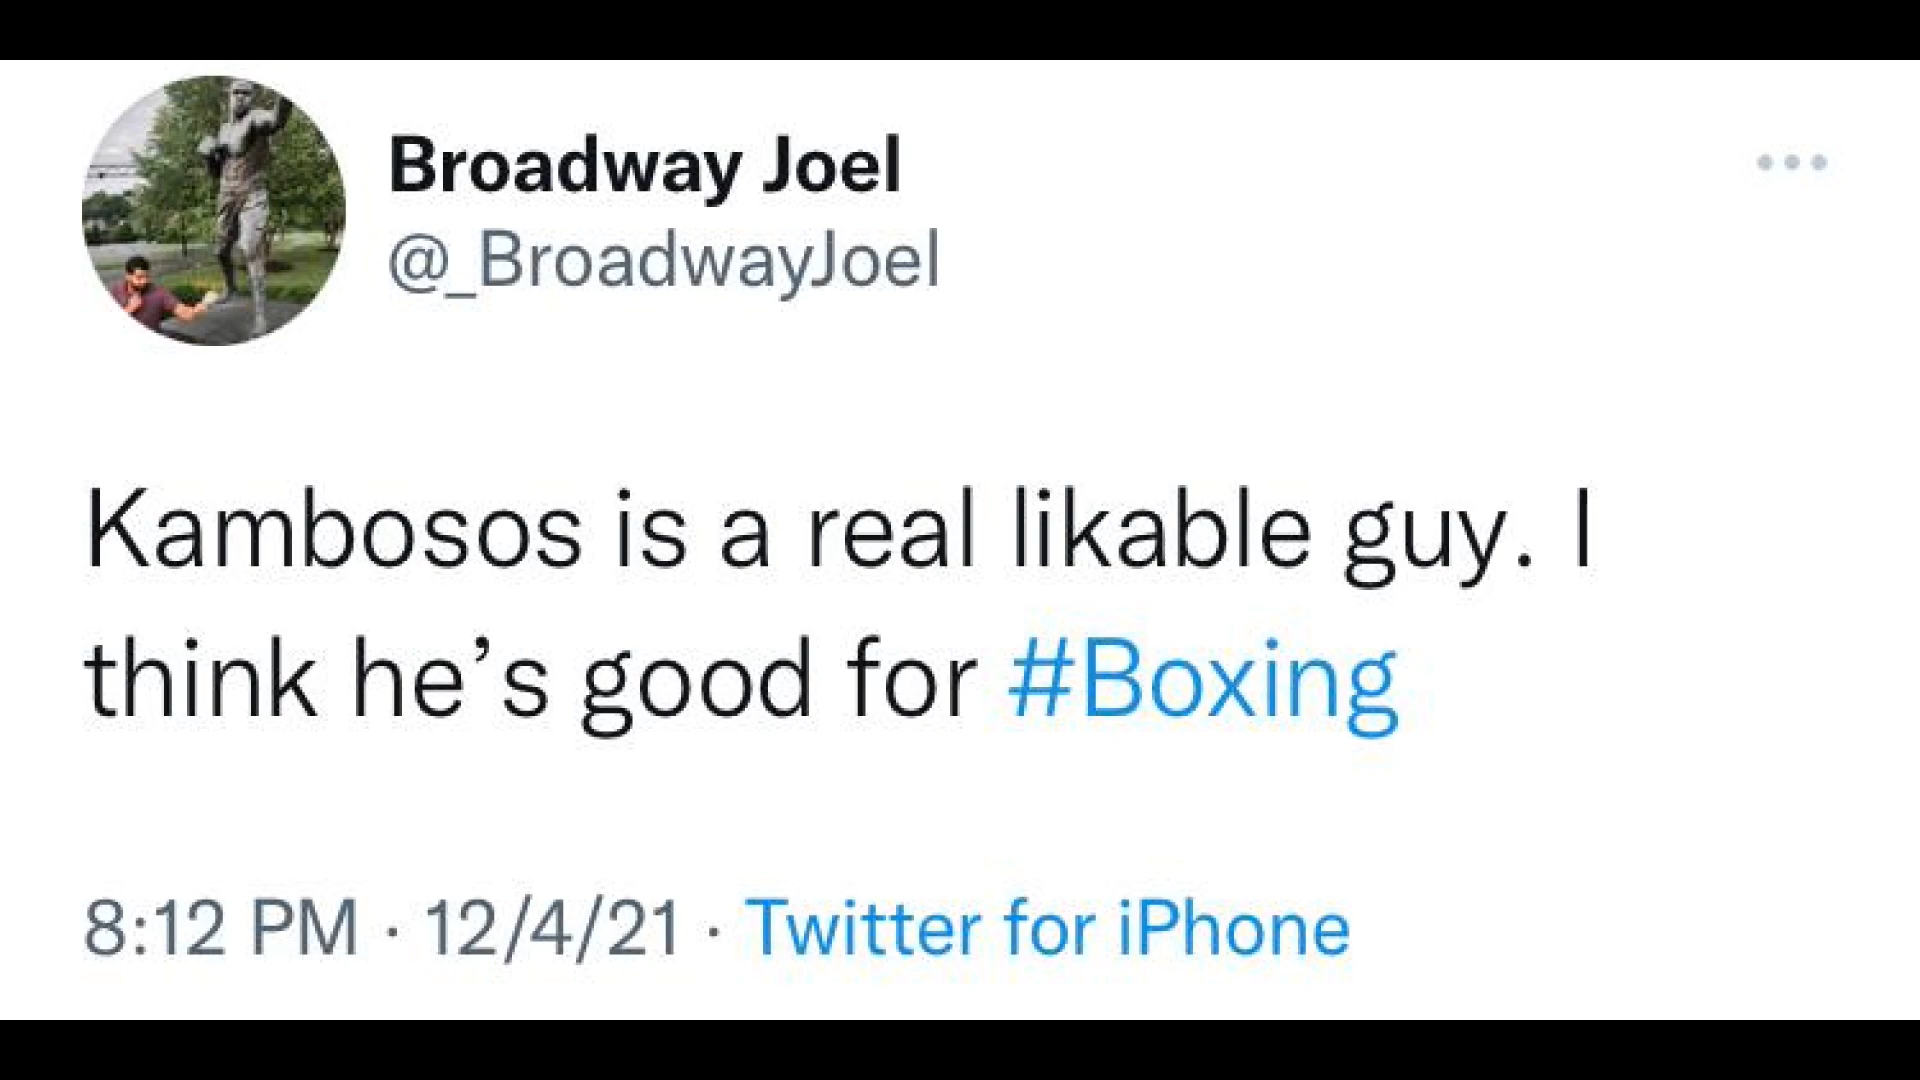 Broadway Joel
@_BroadwayJoel
Kambosos is a real likable guy. I
think he’s good for #Boxing
8:12 PM · 12/4/21 · Twitter for iPhone